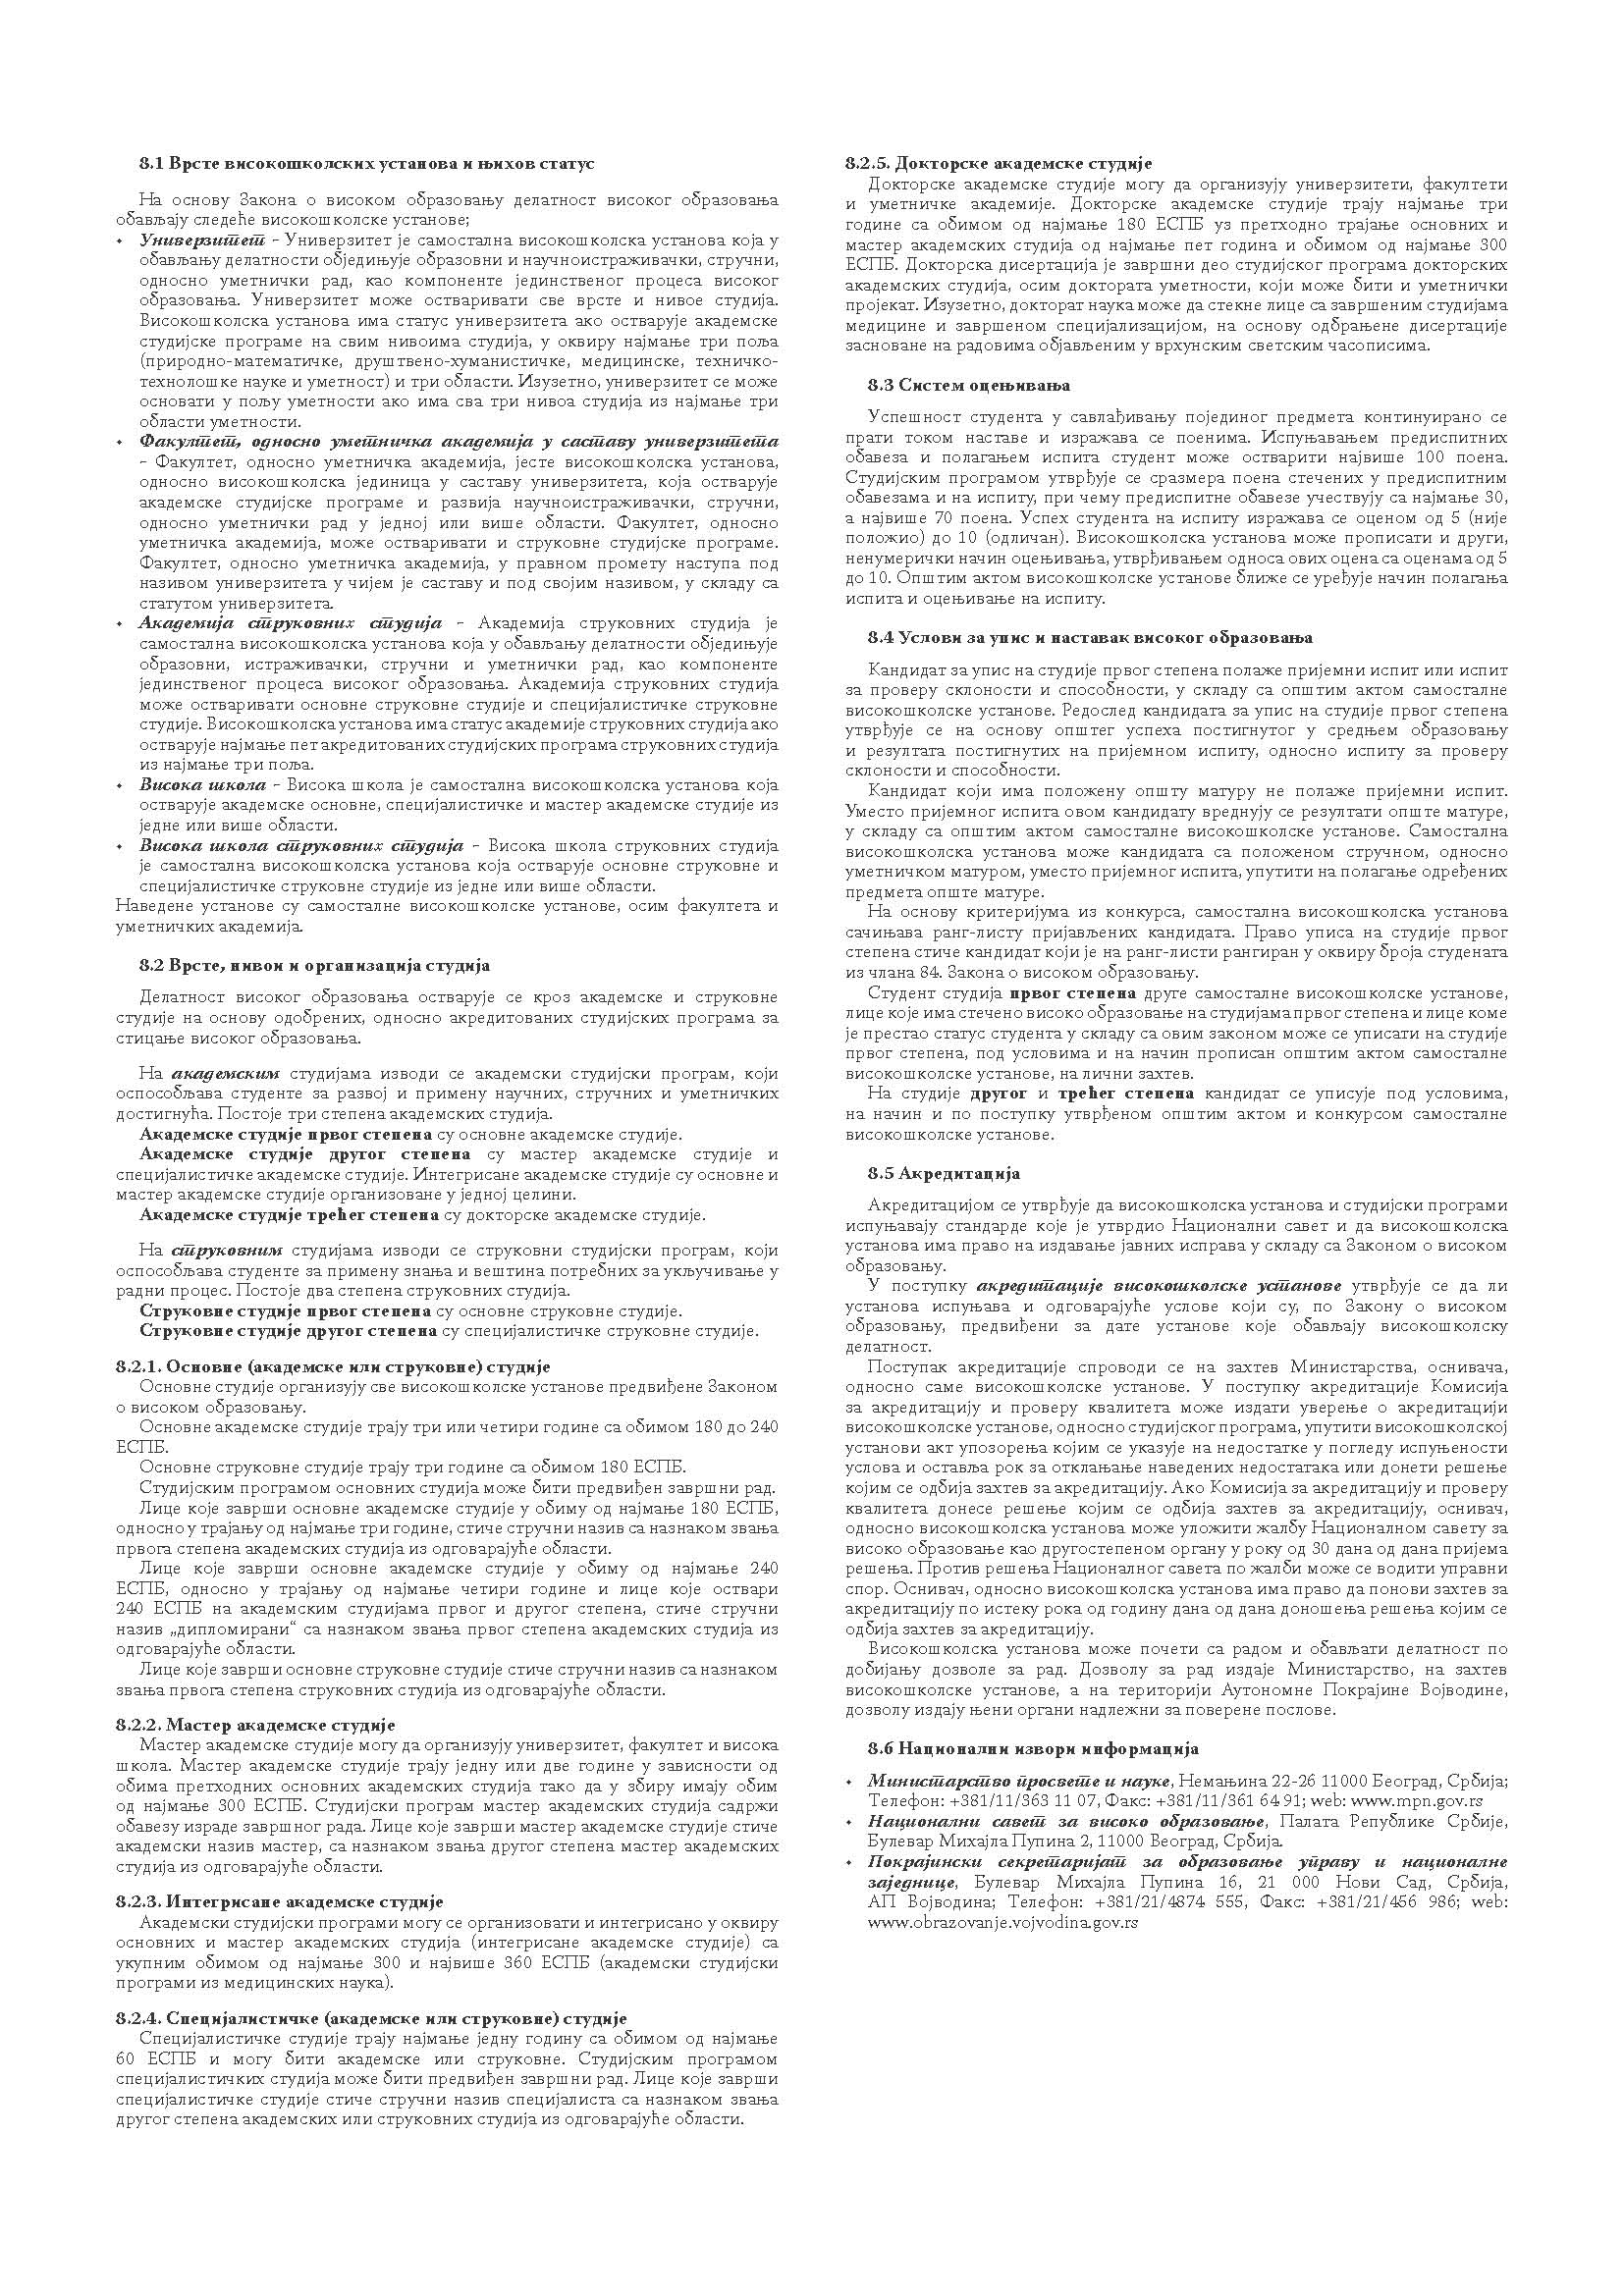 8.1 Врсте високошколских установа и њихов статус
На основу Закона о високом образовању делатност високог образовања
обављају следеће високошколске установе;
• Универзитет - Универзитет је самостална високошколска установа која у
обављању делатности обједињује образовни и научноистраживачки, стручни,
односно уметнички рад, као компоненте јединственог процеса високог
образовања. Универзитет може остваривати све врсте и нивое студија.
Високошколска установа има статус универзитета ако остварује академске
студијске програме на свим нивоима студија, у оквиру најмање три поља
(природно-математичке, друштвено-хуманистичке, медицинске, техничко-
технолошке науке и уметност) и три области. Изузетно, универзитет се може
основати у пољу уметности ако има сва три нивоа студија из најмање три
области уметности.
• Факултет, односно уметничка академија у саставу универзитета
- Факултет, односно уметничка академија, јесте високошколска установа,
односно високошколска јединица у саставу универзитета, која остварује
академске студијске програме и развија научноистраживачки, стручни,
односно уметнички рад у једној или више области. Факултет, односно
уметничка академија, може остваривати и струковне студијске програме.
Факултет, односно уметничка академија, у правном промету наступа под
називом универзитета у чијем је саставу и под својим називом, у складу са
статутом универзитета.
• Академија струковних студија - Академија струковних студија је
самостална високошколска установа која у обављању делатности обједињује
образовни, истраживачки, стручни и уметнички рад, као компоненте
јединственог процеса високог образовања. Академија струковних студија
може остваривати основне струковне студије и специјалистичке струковне
студије. Високошколска установа има статус академије струковних студија ако
остварује најмање пет акредитованих студијских програма струковних студија
из најмање три поља.
• Висока школа - Висока школа је самостална високошколска установа која
остварује академске основне, специјалистичке и мастер академске студије из
једне или више области.
• Висока школа струковних студија - Висока школа струковних студија
је самостална високошколска установа која остварује основне струковне и
специјалистичке струковне студије из једне или више области.
Наведене установе су самосталне високошколске установе, осим факултета и
уметничких академија.
8.2 Врсте, нивои и организација студија
Делатност високог образовања остварује се кроз академске и струковне
студије на основу одобрених, односно акредитованих студијских програма за
стицање високог образовања.
На академским студијама изводи се академски студијски програм, који
оспособљава студенте за развој и примену научних, стручних и уметничких
достигнућа. Постоје три степена академских студија.
Академске студије првог степена су основне академске студије.
Академске студије другог степена су мастер академске студије и
специјалистичке академске студије. Интегрисане академске студије су основне и
мастер академске студије организоване у једној целини.
Академске студије трећег степена су докторске академске студије.
На струковним студијама изводи се струковни студијски програм, који
оспособљава студенте за примену знања и вештина потребних за укључивање у
радни процес. Постоје два степена струковних студија.
Струковне студије првог степена су основне струковне студије.
Струковне студије другог степена су специјалистичке струковне студије.
8.2.1. Основне (академске или струковне) студије
Основне студије организују све високошколске установе предвиђене Законом
о високом образовању.
Основне академске студије трају три или четири године са обимом 180 до 240
ЕСПБ.
Основне струковне студије трају три године са обимом 180 ЕСПБ.
Студијским програмом основних студија може бити предвиђен завршни рад.
Лице које заврши основне академске студије у обиму од најмање 180 ЕСПБ,
односно у трајању од најмање три године, стиче стручни назив са назнаком звања
првога степена академских студија из одговарајуће области.
Лице које заврши основне академске студије у обиму од најмање 240
ЕСПБ, односно у трајању од најмање четири године и лице које оствари
240 ЕСПБ на академским студијама првог и другог степена, стиче стручни
назив „дипломирани“ са назнаком звања првог степена академских студија из
одговарајуће области.
Лице које заврши основне струковне студије стиче стручни назив са назнаком
звања првога степена струковних студија из одговарајуће области.
8.2.2. Мастер академске студије
Мастер академске студије могу да организују универзитет, факултет и висока
школа. Мастер академске студије трају једну или две године у зависности од
обима претходних основних академских студија тако да у збиру имају обим
од најмање 300 ЕСПБ. Студијски програм мастер академских студија садржи
обавезу израде завршног рада. Лице које заврши мастер академске студије стиче
академски назив мастер, са назнаком звања другог степена мастер академских
студија из одговарајуће области.
8.2.3. Интегрисане академске студије
Академски студијски програми могу се организовати и интегрисано у оквиру
основних и мастер академских студија (интегрисане академске студије) са
укупним обимом од најмање 300 и највише 360 ЕСПБ (академски студијски
програми из медицинских наука).
8.2.4. Специјалистичке (академске или струковне) студије
Специјалистичке студије трају најмање једну годину са обимом од најмање
60 ЕСПБ и могу бити академске или струковне. Студијским програмом
специјалистичких студија може бити предвиђен завршни рад. Лице које заврши
специјалистичке студије стиче стручни назив специјалиста са назнаком звања
другог степена академских или струковних студија из одговарајуће области.
8.2.5. Докторске академске студије
Докторске академске студије могу да организују универзитети, факултети
и уметничке академије. Докторске академске студије трају најмање три
године са обимом од најмање 180 ЕСПБ уз претходно трајање основних и
мастер академских студија од најмање пет година и обимом од најмање 300
ЕСПБ. Докторска дисертација је завршни део студијског програма докторских
академских студија, осим доктората уметности, који може бити и уметнички
пројекат. Изузетно, докторат наука може да стекне лице са завршеним студијама
медицине и завршеном специјализацијом, на основу одбрањене дисертације
засноване на радовима објављеним у врхунским светским часописима.
8.3 Систем оцењивања
Успешност студента у савлађивању појединог предмета континуирано се
прати током наставе и изражава се поенима. Испуњавањем предиспитних
обавеза и полагањем испита студент може остварити највише 100 поена.
Студијским програмом утврђује се сразмера поена стечених у предиспитним
обавезама и на испиту, при чему предиспитне обавезе учествују са најмање 30,
а највише 70 поена. Успех студента на испиту изражава се оценом од 5 (није
положио) до 10 (одличан). Високошколска установа може прописати и други,
ненумерички начин оцењивања, утврђивањем односа ових оцена са оценама од 5
до 10. Општим актом високошколске установе ближе се уређује начин полагања
испита и оцењивање на испиту.
8.4 Услови за упис и наставак високог образовања
Кандидат за упис на студије првог степена полаже пријемни испит или испит
за проверу склоности и способности, у складу са општим актом самосталне
високошколске установе. Редослед кандидата за упис на студије првог степена
утврђује се на основу општег успеха постигнутог у средњем образовању
и резултата постигнутих на пријемном испиту, односно испиту за проверу
склоности и способности.
Кандидат који има положену општу матуру не полаже пријемни испит.
Уместо пријемног испита овом кандидату вреднују се резултати опште матуре,
у складу са општим актом самосталне високошколске установе. Самостална
високошколска установа може кандидата са положеном стручном, односно
уметничком матуром, уместо пријемног испита, упутити на полагање одређених
предмета опште матуре.
На основу критеријума из конкурса, самостална високошколска установа
сачињава ранг-листу пријављених кандидата. Право уписа на студије првог
степена стиче кандидат који је на ранг-листи рангиран у оквиру броја студената
из члана 84. Закона о високом образовању.
Студент студија првог степена друге самосталне високошколске установе,
лице које има стечено високо образовање на студијама првог степена и лице коме
је престао статус студента у складу са овим законом може се уписати на студије
првог степена, под условима и на начин прописан општим актом самосталне
високошколске установе, на лични захтев.
На студије другог и трећег степена кандидат се уписује под условима,
на начин и по поступку утврђеном општим актом и конкурсом самосталне
високошколске установе.
8.5 Акредитација
Акредитацијом се утврђује да високошколска установа и студијски програми
испуњавају стандарде које је утврдио Национални савет и да високошколска
установа има право на издавање јавних исправа у складу са Законом о високом
образовању.
У поступку акредитације високошколске установе утврђује се да ли
установа испуњава и одговарајуће услове који су, по Закону о високом
образовању, предвиђени за дате установе које обављају високошколску
делатност.
Поступак акредитације спроводи се на захтев Министарства, оснивача,
односно саме високошколске установе. У поступку акредитације Комисија
за акредитацију и проверу квалитета може издати уверење о акредитацији
високошколске установе, односно студијског програма, упутити високошколској
установи акт упозорења којим се указује на недостатке у погледу испуњености
услова и оставља рок за отклањање наведених недостатака или донети решење
којим се одбија захтев за акредитацију. Ако Комисија за акредитацију и проверу
квалитета донесе решење којим се одбија захтев за акредитацију, оснивач,
односно високошколска установа може уложити жалбу Националном савету за
високо образовање као другостепеном органу у року од 30 дана од дана пријема
решења. Против решења Националног савета по жалби може се водити управни
спор. Оснивач, односно високошколска установа има право да понови захтев за
акредитацију по истеку рока од годину дана од дана доношења решења којим се
одбија захтев за акредитацију.
Високошколска установа може почети са радом и обављати делатност по
добијању дозволе за рад. Дозволу за рад издаје Министарство, на захтев
високошколске установе, а на територији Аутономне Покрајине Војводине,
дозволу издају њени органи надлежни за поверене послове.
8.6 Национални извори информација
• Министарство просвете и науке, Немањина 22-26 11000 Београд, Србија;
Телефон: +381/11/363 11 07, Факс: +381/11/361 64 91; web: www.mpn.gov.rs
• Национални савет за високо образовање, Палата Републике Србије,
Булевар Михајла Пупина 2, 11000 Београд, Србија.
• Покрајински секретаријат за образовање управу и националне
заједнице, Булевар Михајла Пупина 16, 21 000 Нови Сад, Србија,
АП Војводина; Телефон: +381/21/4874 555, Факс: +381/21/456 986; web:
www.obrazovanje.vojvodina.gov.rs